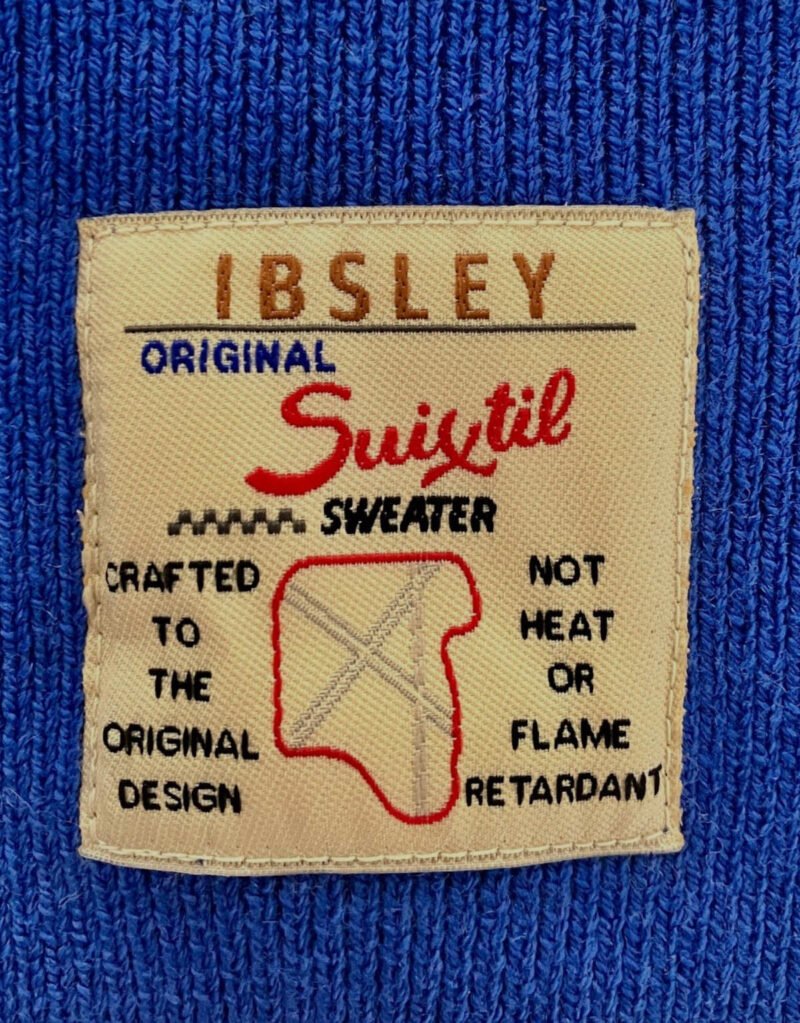 IBSLEY
ORIGINAL
Suixtil
SWEATER
CRAFTED
TO
THE
ORIGINAL
DESIGN
NOT
HEAT
OR
FLAME
RETARDANT